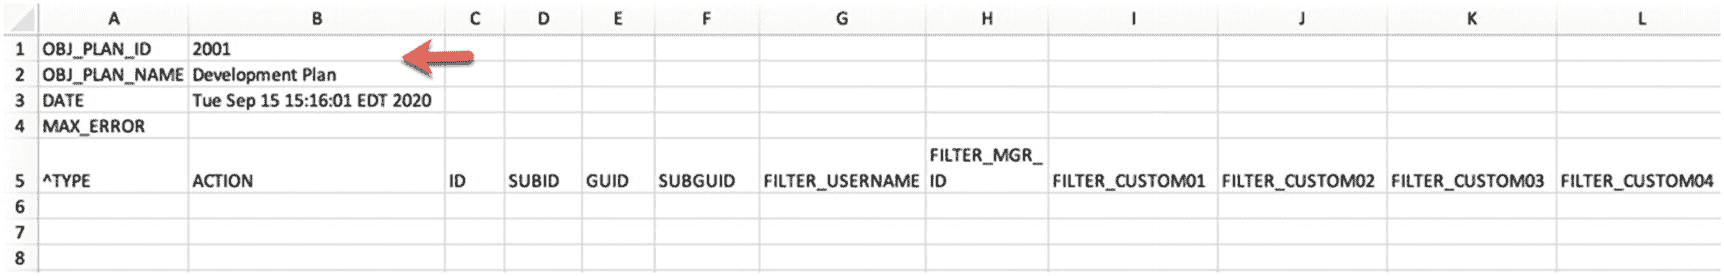 A B C D E F G H I J K L
1 OBJ_PLAN_ID 2001
2 OBJ_PLAN_NAME Development Plan
3 DATE Tue Sep 15 15:16:01 EDT 2020
4 MAX_ERROR
FILTER_MGR_
5 ^TYPE ACTION ID SUBID GUID SUBGUID FILTER_USERNAME ID FILTER_CUSTOM01 FILTER_CUSTOM02 FILTER_CUSTOM03 FILTER_CUSTOM04
6
7
8